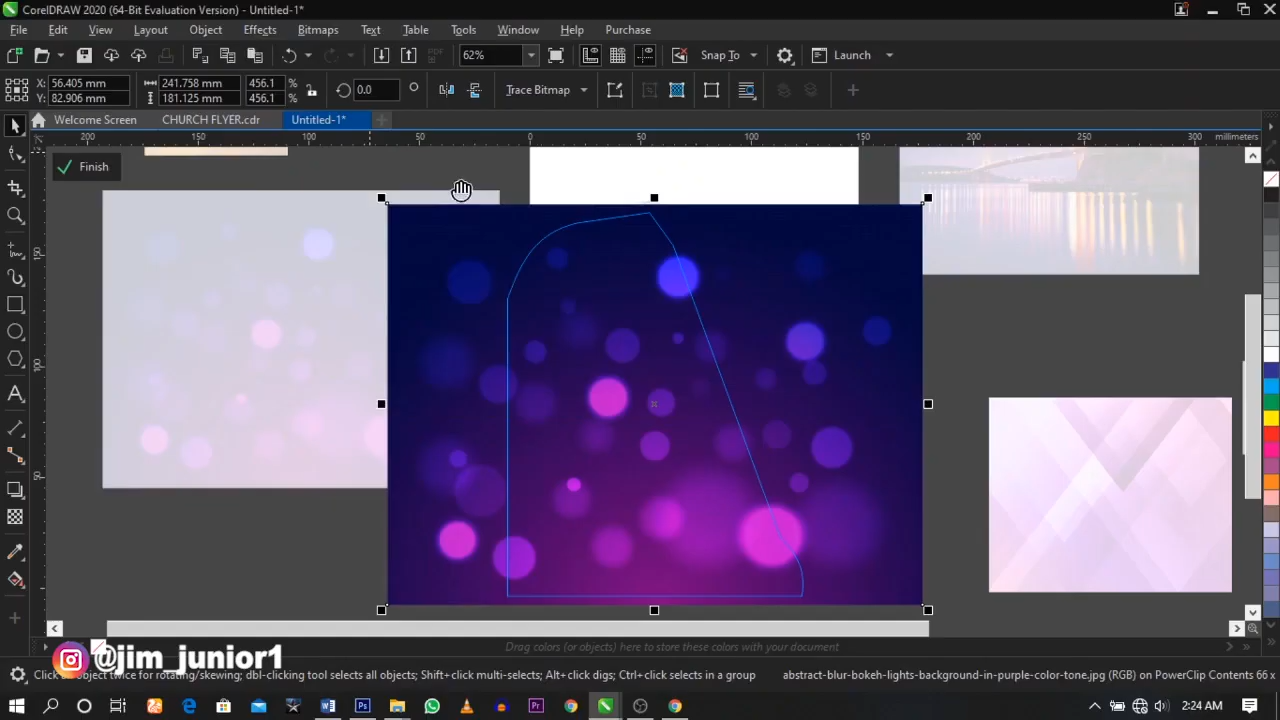 CorelDRAW 2020 (64-Bit Evaluation Version) - Untitled-1*
File Edit View Layout Object Effects Bitmaps Text Table Tools Window Help Purchase
PDF 62% Snap To Launch
X: 56.405 mm 241.758 mm 456.1 %
Y: 82.906 mm 181.125 mm 456.1 %
0.0 Trace Bitmap
Welcome Screen CHURCH FLYER.cdr Untitled-1*
200 150 100 50 0 50 100 150 200 250 300 millimeters
Finish
150
100
50
Drag colors (or objects) here to store these colors with your document
@jim_junior1
Click an object twice for rotating/skewing; dbl-clicking tool selects all objects; Shift+click multi-selects; Alt+click digs; Ctrl+click selects in a group abstract-blur-bokeh-lights-background-in-purple-color-tone.jpg (RGB) on PowerClip Contents 66 x
2:24 AM